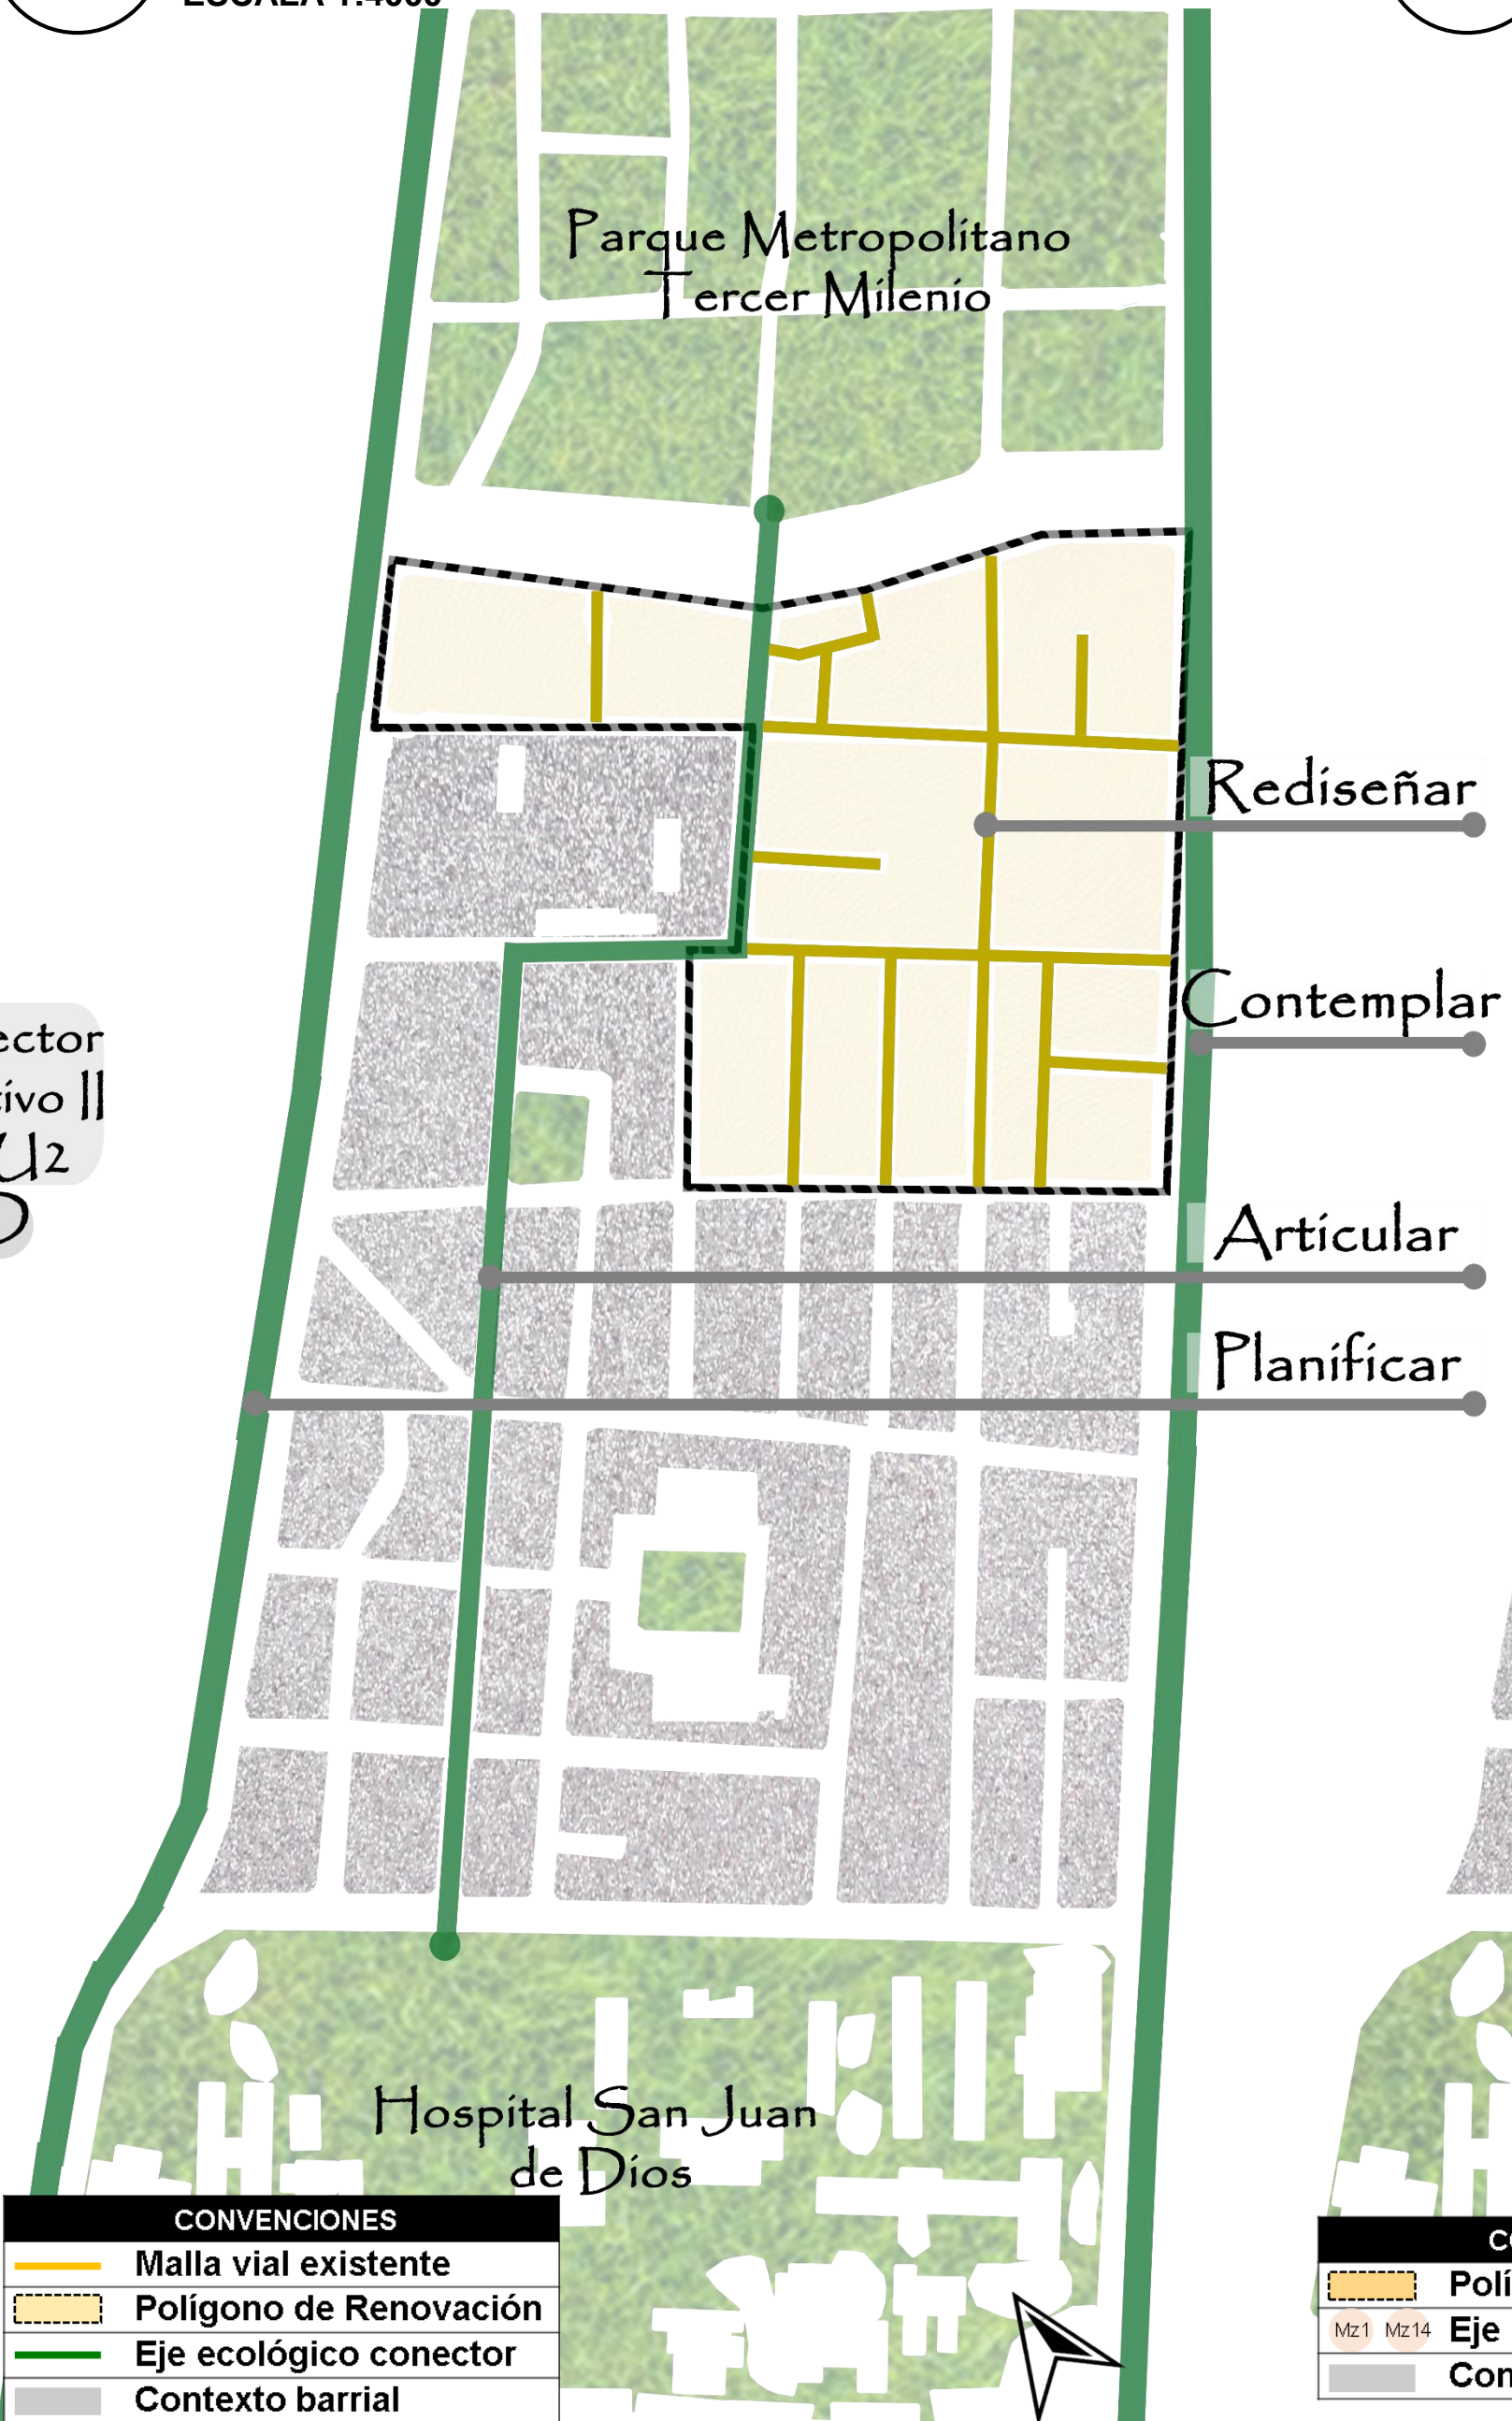 Parque Metropolitano
Tercer Milenio
Rediseñar
Contemplar
Articular
Planificar
U2
Hospital San Juan
de Dios
CONVENCIONES
Malla vial existente
Polígono de Renovación
Eje ecológico conector
Contexto barrial
Mz1 Mz14 Eje